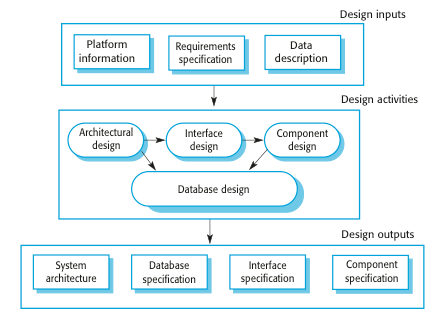 Design inputs
Platform
information
Requirements
specification
Data
description
Design activities
Architectural
design
Interface
design
Component
design
Database design
Design outputs
System
architecture
Database
specification
Interface
specification
Component
specification